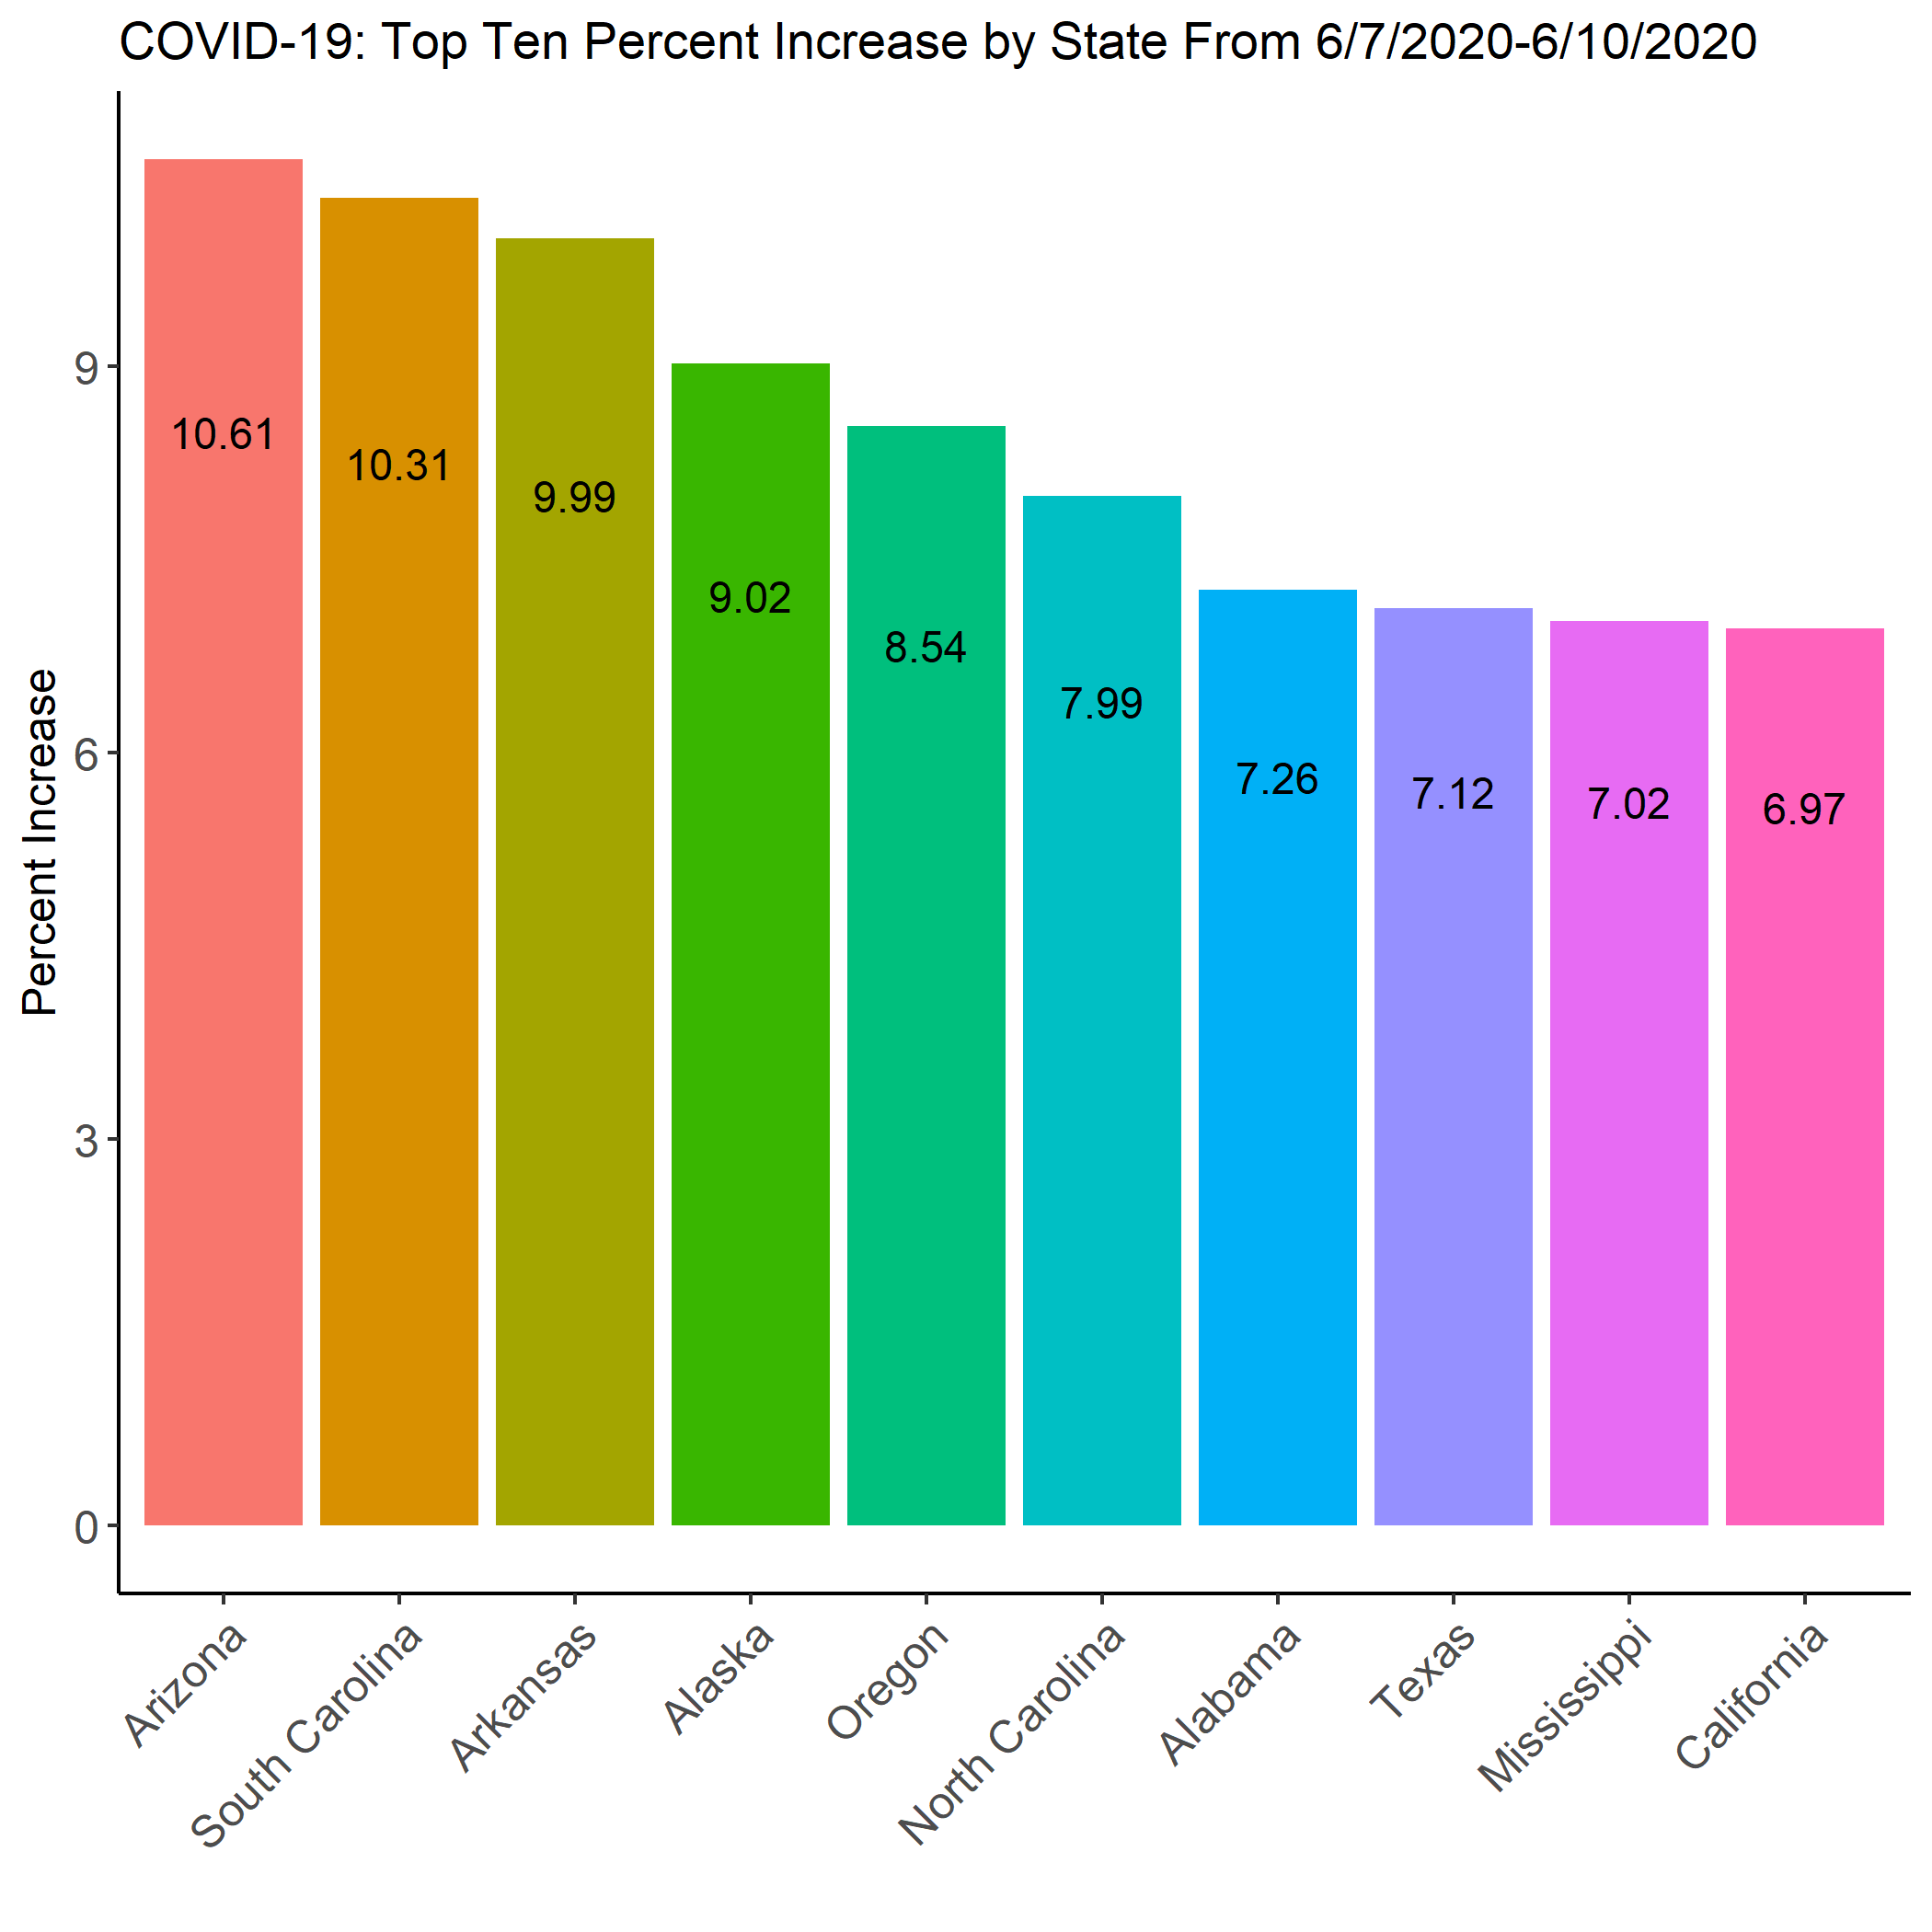 COVID-19: Top Ten Percent Increase by State From 6/7/2020-6/10/2020
Percent Increase
9
6
3
0
10.61
10.31
9.99
9.02
8.54
7.99
7.26
7.12
7.02
6.97
Arizona
South Carolina
Arkansas
Alaska
Oregon
North Carolina
Alabama
Texas
Mississippi
California